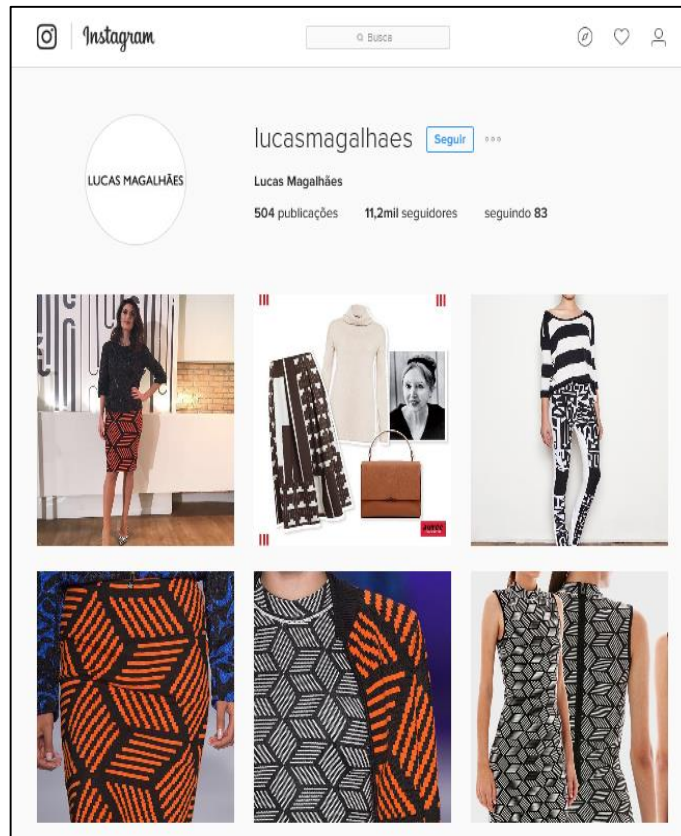 Instagram
Busca
lucasmagalhaes Seguir
LUCAS MAGALHÃES
Lucas Magalhães
504 publicações 11,2mil seguidores seguindo 83